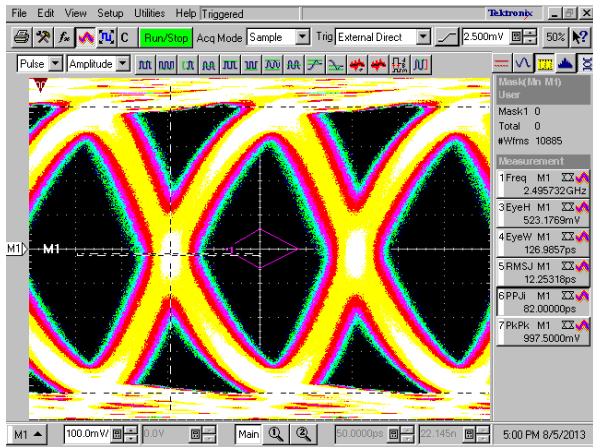 File Edit View Setup Utilities Help Triggered Tektronix
Run/Stop Acq Mode Sample Trig External Direct 2.500mV 50%
Pulse Amplitude
Mask(Mn M1)
User
Mask1 0
Total 0
#Wfms 10885
Measurement
1 Freq M1
2.495732GHz
3 EyeH M1
523.1769mV
4 EyeW M1
126.9857ps
5 RMSJ M1
12.25318ps
6 PPJi M1
82.00000ps
7 PkPk M1
997.5000mV
M1 M1
M1 100.0mV/ 0.0V Main 50.0000ps 22.145n 5:00 PM 8/5/2013